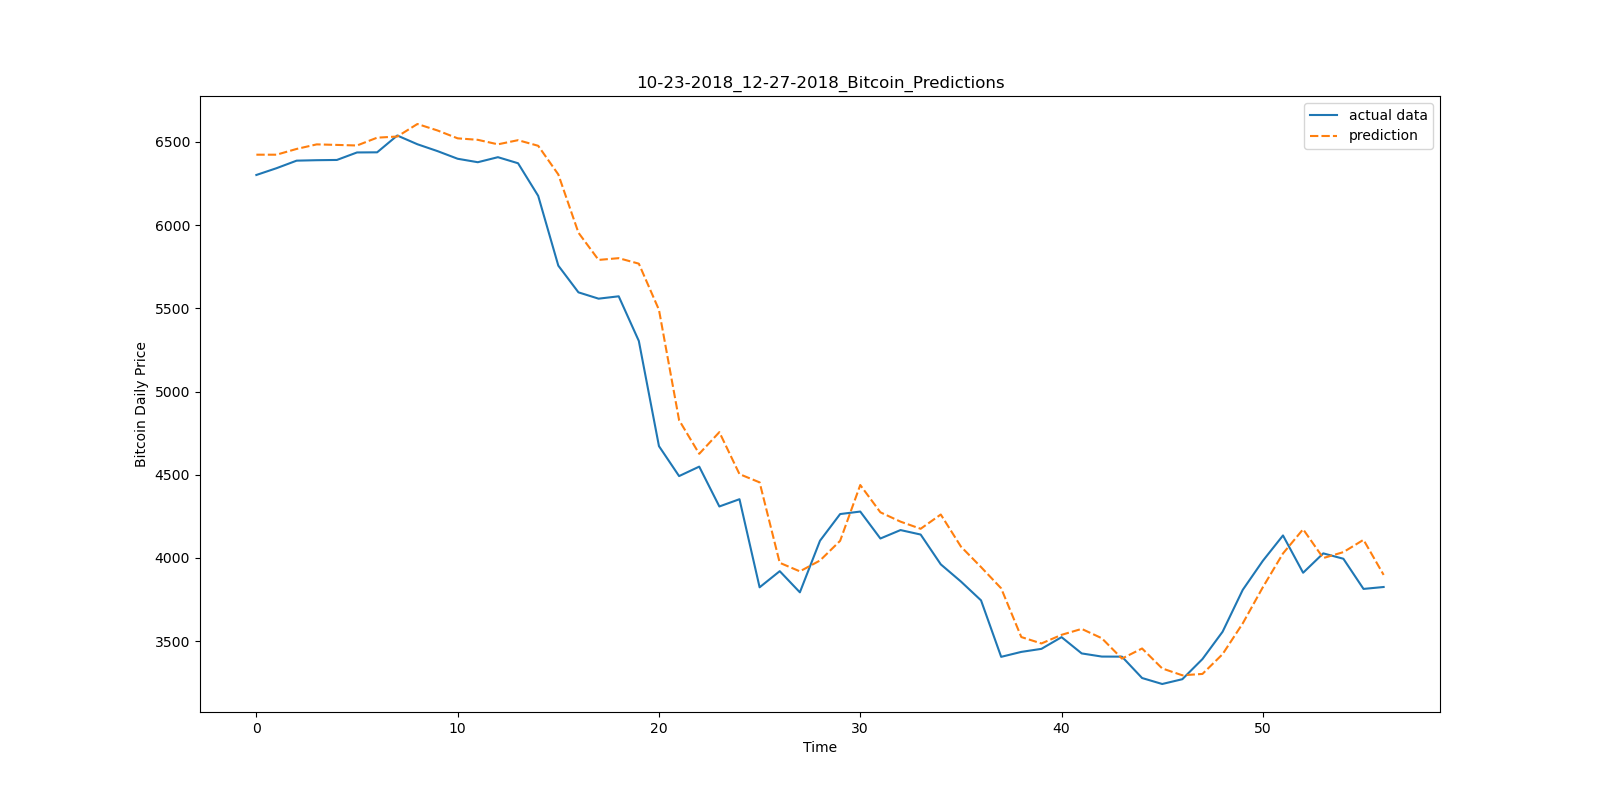 10-23-2018_12-27-2018_Bitcoin_Predictions
actual data
prediction
6500
6000
5500
5000
4500
4000
3500
Bitcoin Daily Price
0 10 20 30 40 50
Time